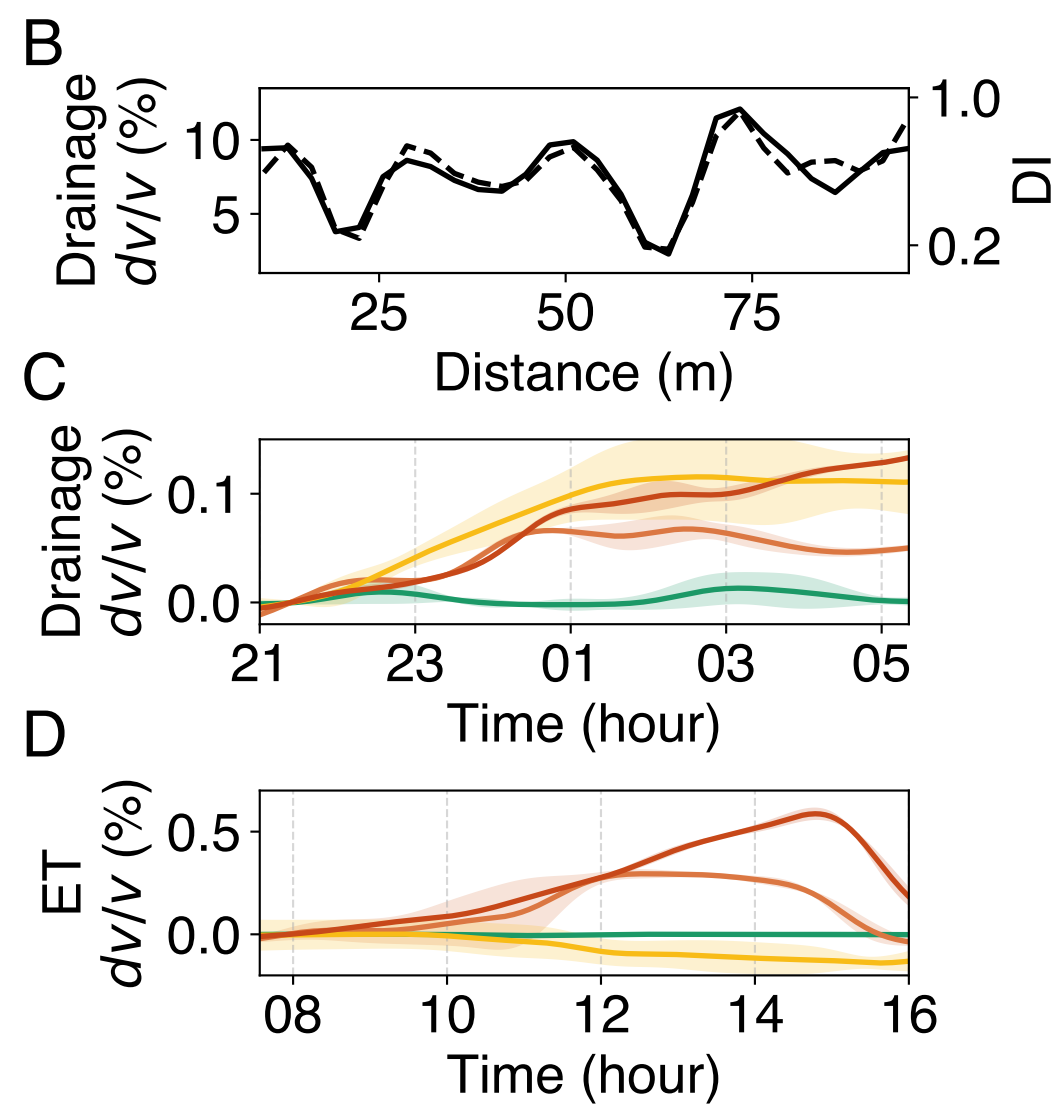 B
Drainage
dv/v (%)
10
5
1.0
0.2
DI
25 50 75
Distance (m)
C
Drainage
dv/v (%)
0.1
0.0
21 23 01 03 05
Time (hour)
D
ET
dv/v (%)
0.5
0.0
08 10 12 14 16
Time (hour)